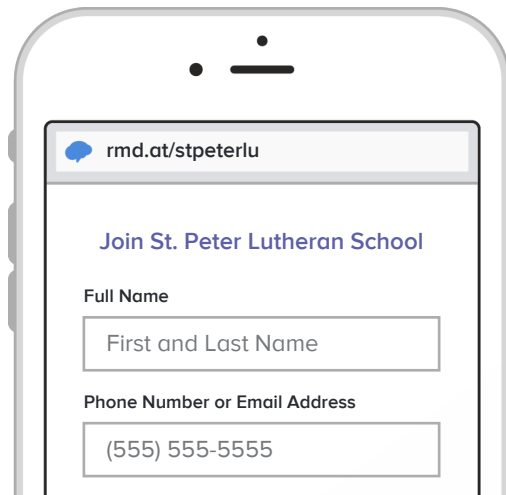 rmd.at/stpeterlu
Join St. Peter Lutheran School
Full Name
First and Last Name
Phone Number or Email Address
(555) 555-5555